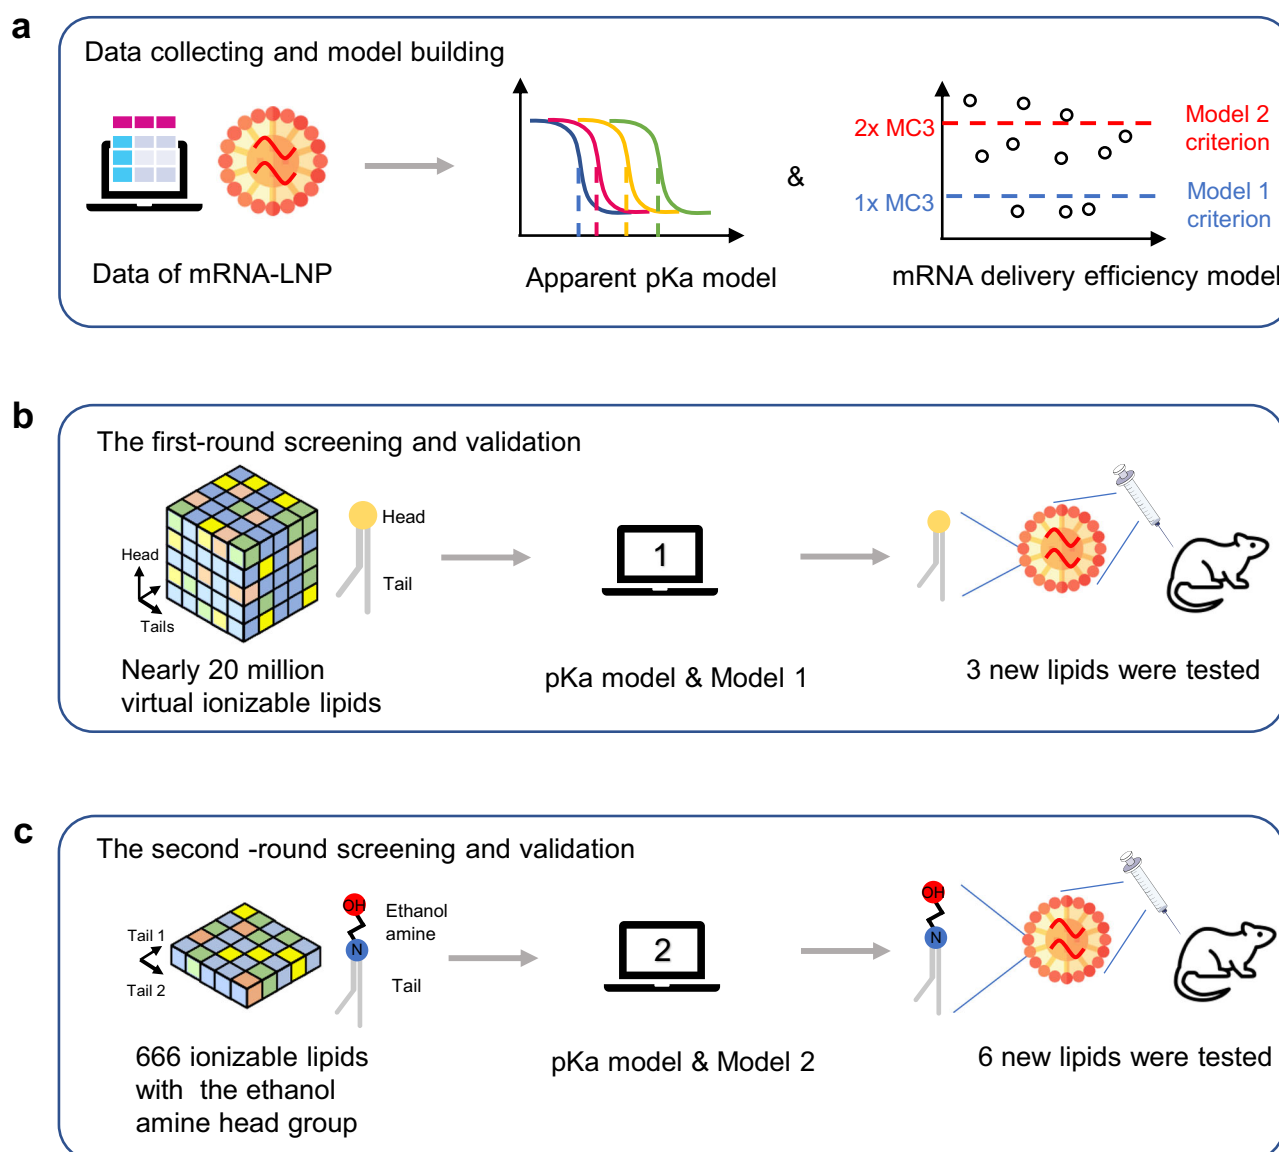 a
Data collecting and model building
2x MC3
Model 2
criterion
&
1x MC3
Model 1
criterion
Data of mRNA-LNP
Apparent pKa model
mRNA delivery efficiency model
b
The first-round screening and validation
Head
Tail
Head
Tails
1
Nearly 20 million
virtual ionizable lipids
pKa model & Model 1
3 new lipids were tested
c
The second -round screening and validation
OH
N
Ethanol
amine
Tail
Tail 1
Tail 2
2
OH
N
666 ionizable lipids
with the ethanol
amine head group
pKa model & Model 2
6 new lipids were tested